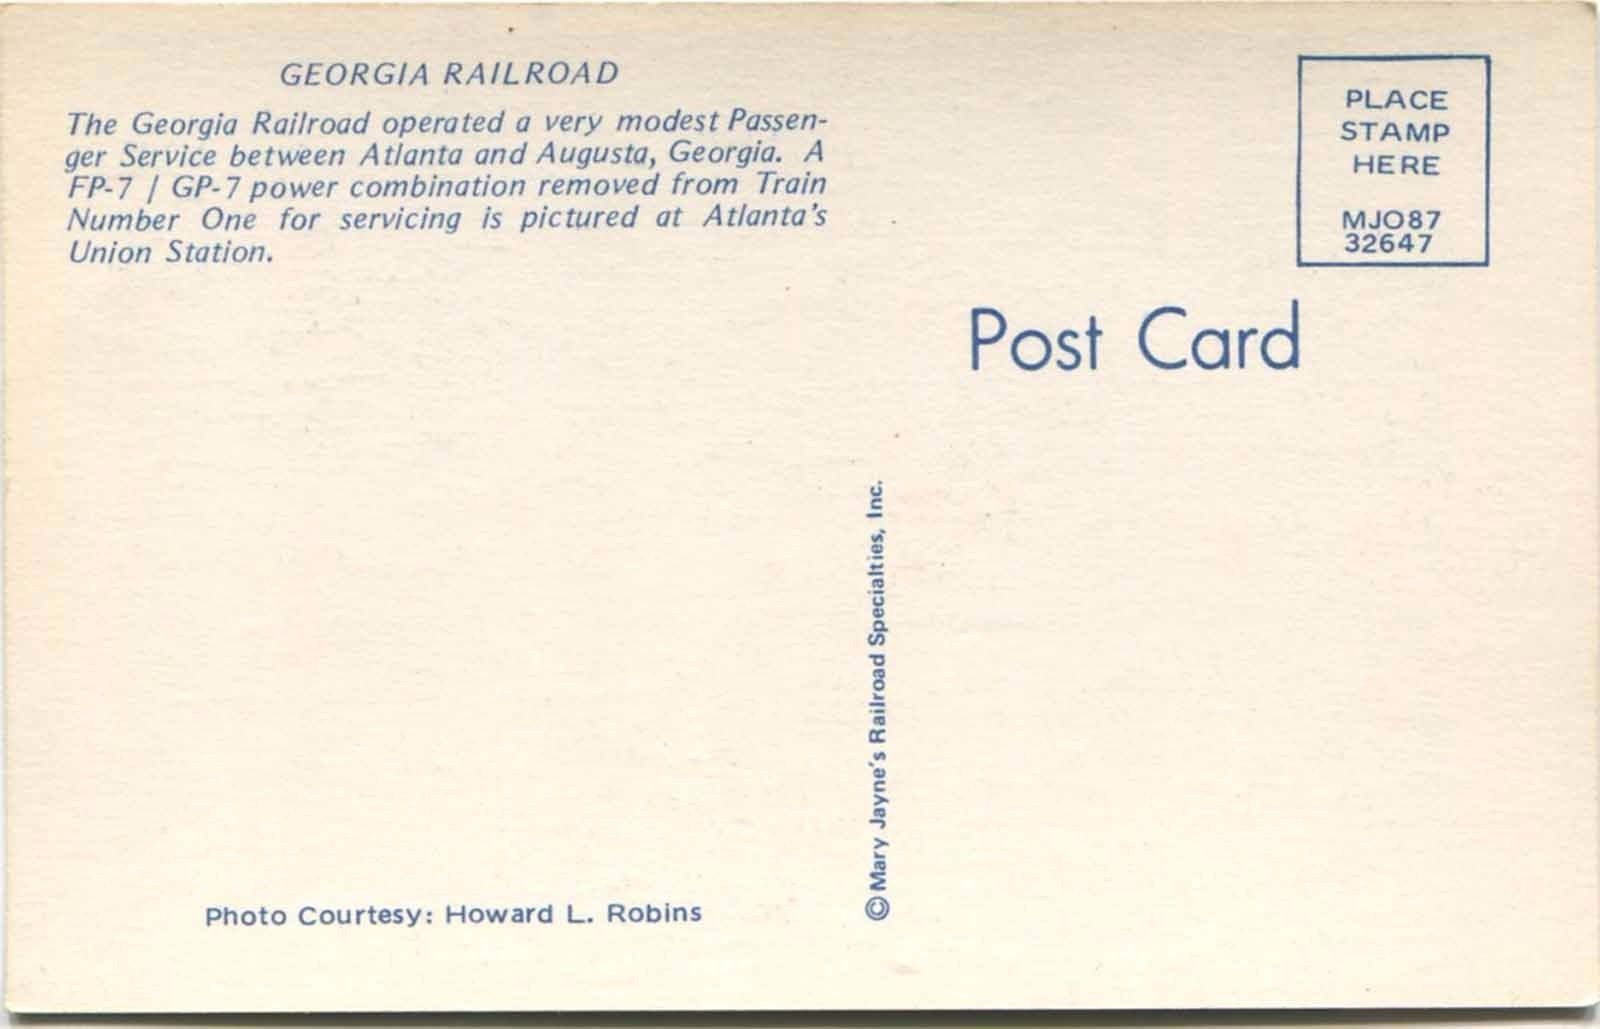 GEORGIA RAILROAD
The Georgia Railroad operated a very modest Passen-
ger Service between Atlanta and Augusta, Georgia. A
FP-7 / GP-7 power combination removed from Train
Number One for servicing is pictured at Atlanta's
Union Station.
PLACE
STAMP
HERE
MJO87
32647
Post Card
©Mary Jayne's Railroad Specialties, Inc.
Photo Courtesy: Howard L. Robins